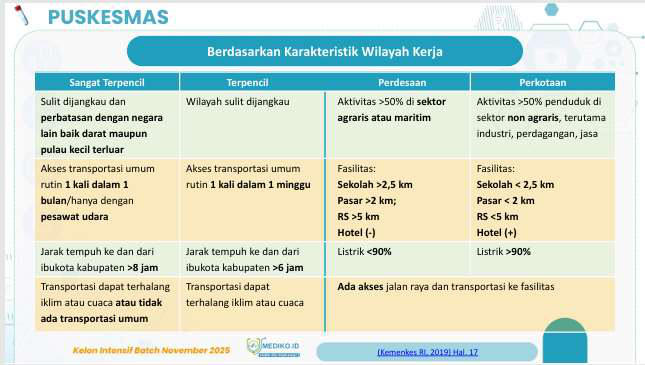 PUSKESMAS
Berdasarkan Karakteristik Wilayah Kerja
Sangat Terpencil
Terpencil
Perdesaan
Perkotaan
Sulit dijangkau dan
perbatasan dengan negara
lain baik darat maupun
pulau kecil terluar
Wilayah sulit dijangkau
Aktivitas >50% di sektor
agraris atau maritim
Aktivitas >50% penduduk di
sektor non agraris, terutama
industri, perdagangan, jasa
Akses transportasi umum
rutin 1 kali dalam 1
bulan/hanya dengan
pesawat udara
Akses transportasi umum
rutin 1 kali dalam 1 minggu
Fasilitas:
Sekolah >2,5 km
Pasar >2 km;
RS >5 km
Hotel (-)
Fasilitas:
Sekolah < 2,5 km
Pasar < 2 km
RS <5 km
Hotel (+)
Jarak tempuh ke dan dari
ibukota kabupaten >8 jam
Jarak tempuh ke dan dari
ibukota kabupaten >6 jam
Listrik <90%
Listrik >90%
Transportasi dapat terhalang
iklim atau cuaca atau tidak
ada transportasi umum
Transportasi dapat
terhalang iklim atau cuaca
Ada akses jalan raya dan transportasi ke fasilitas
Kelon Intensif Batch November 2025
MEDIKO.ID
(Kemenkes RI, 2019) Hal. 17